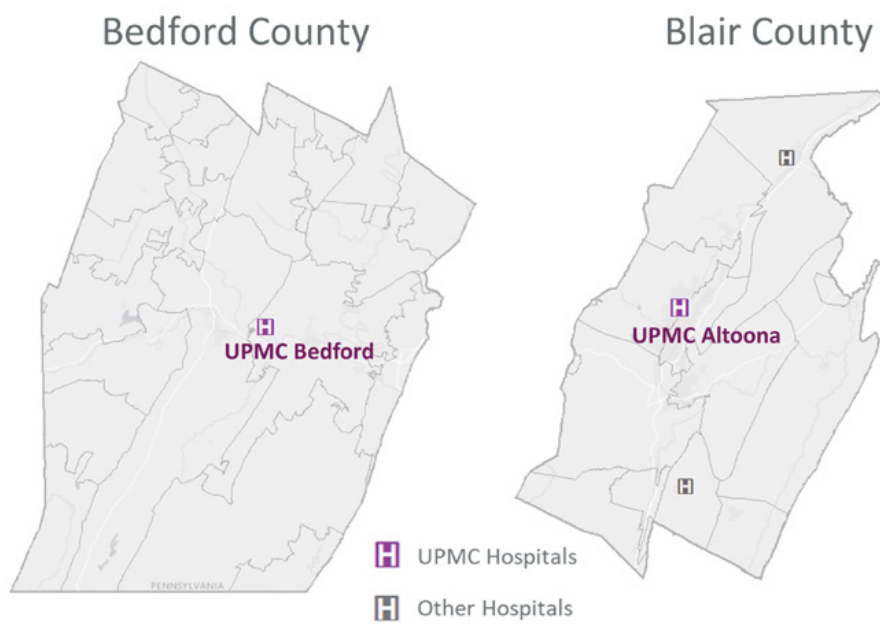 Bedford County
Blair County
H
H
UPMC Altoona
H
UPMC Bedford
H
H UPMC Hospitals
PENNSYLVANIA
H Other Hospitals